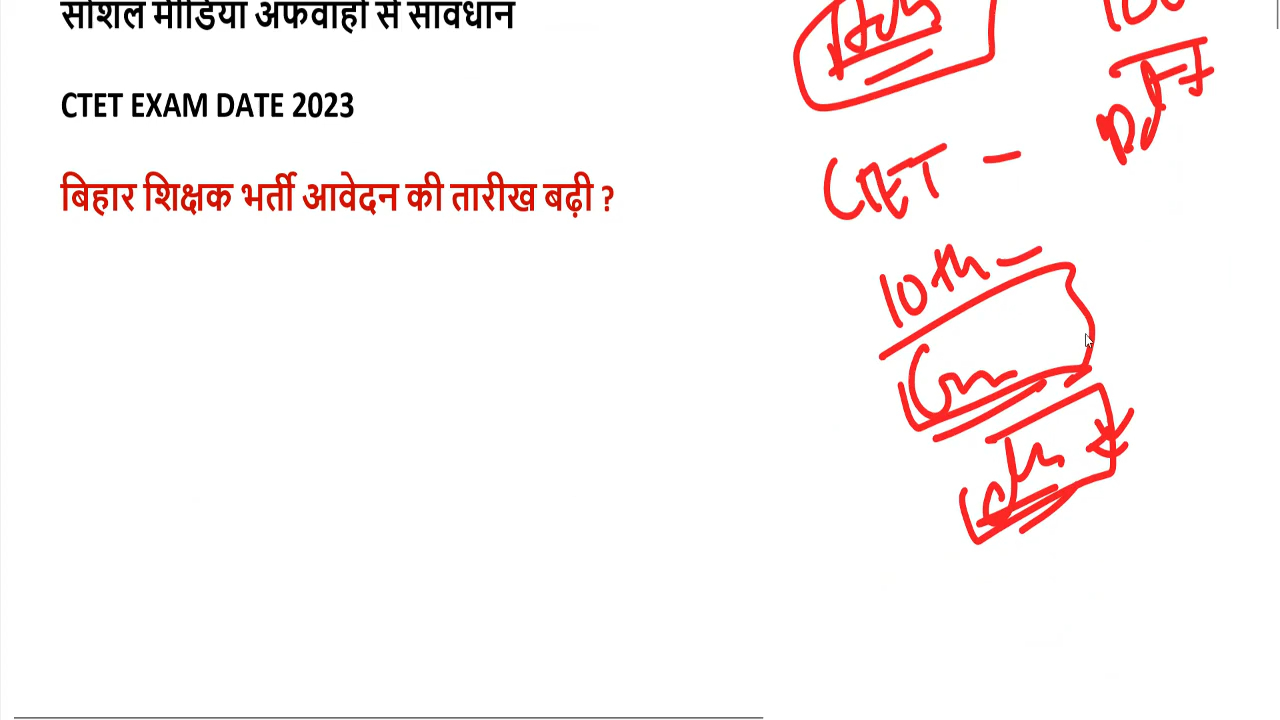 सोशल मीडिया अफवाहों से सावधान
CTET EXAM DATE 2023
बिहार शिक्षक भर्ती आवेदन की तारीख बढ़ी ?
CTET -
10th -